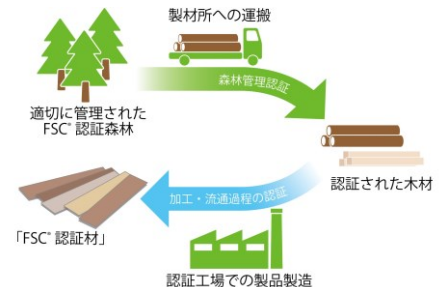 製材所への運搬
森林管理認証
適切に管理された
FSC® 認証森林
認証された木材
加工・流通過程の認証
「FSC® 認証材」
認証工場での製品製造